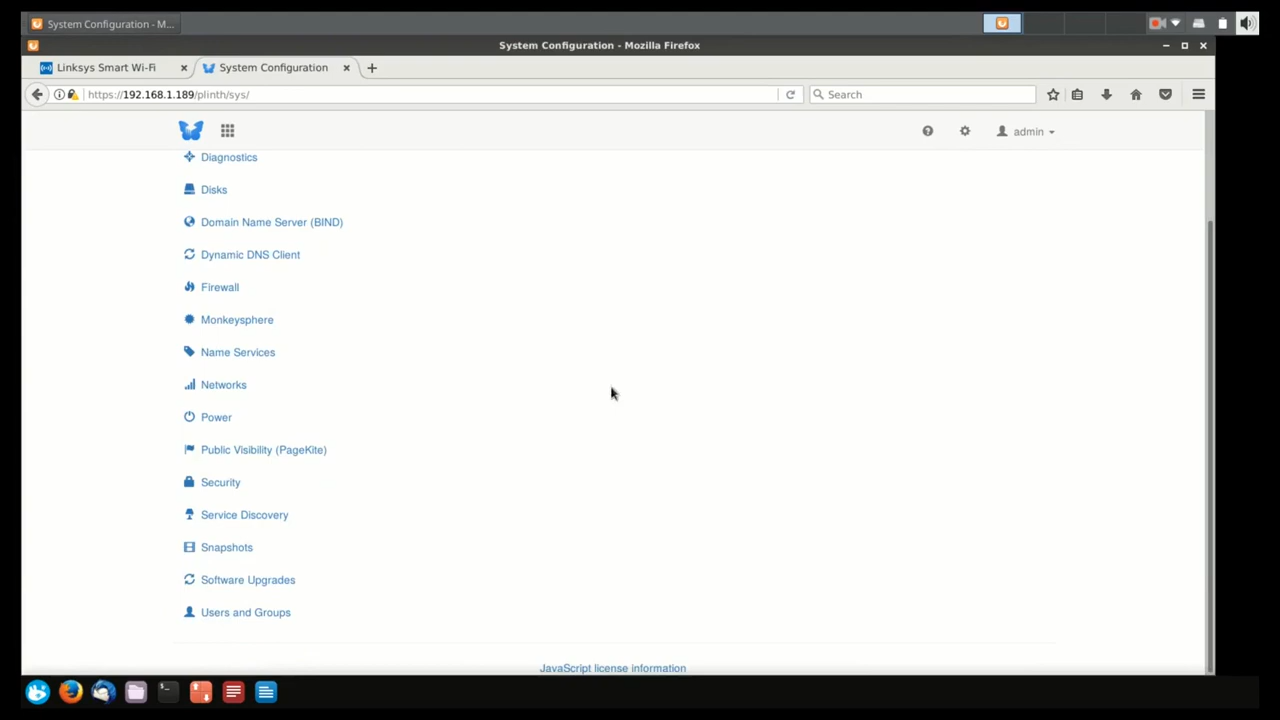 System Configuration - M...
System Configuration - Mozilla Firefox
Linksys Smart Wi-Fi
System Configuration
https://192.168.1.189/plinth/sys/
Search
admin
Diagnostics
Disks
Domain Name Server (BIND)
Dynamic DNS Client
Firewall
Monkeysphere
Name Services
Networks
Power
Public Visibility (PageKite)
Security
Service Discovery
Snapshots
Software Upgrades
Users and Groups
JavaScript license information